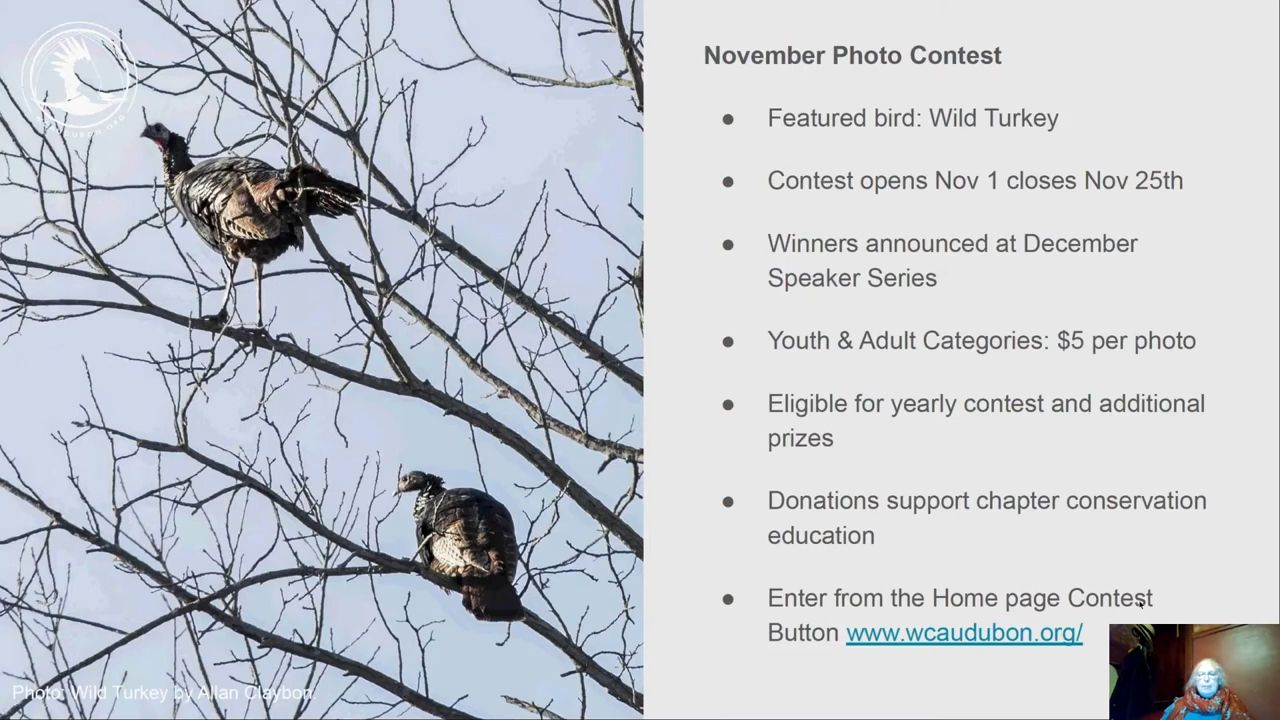 November Photo Contest
● Featured bird: Wild Turkey
● Contest opens Nov 1 closes Nov 25th
● Winners announced at December
Speaker Series
● Youth & Adult Categories: $5 per photo
● Eligible for yearly contest and additional
prizes
● Donations support chapter conservation
education
● Enter from the Home page Contest
Button www.wcaudubon.org/
Photo: Wild Turkey by Allan Claybon.